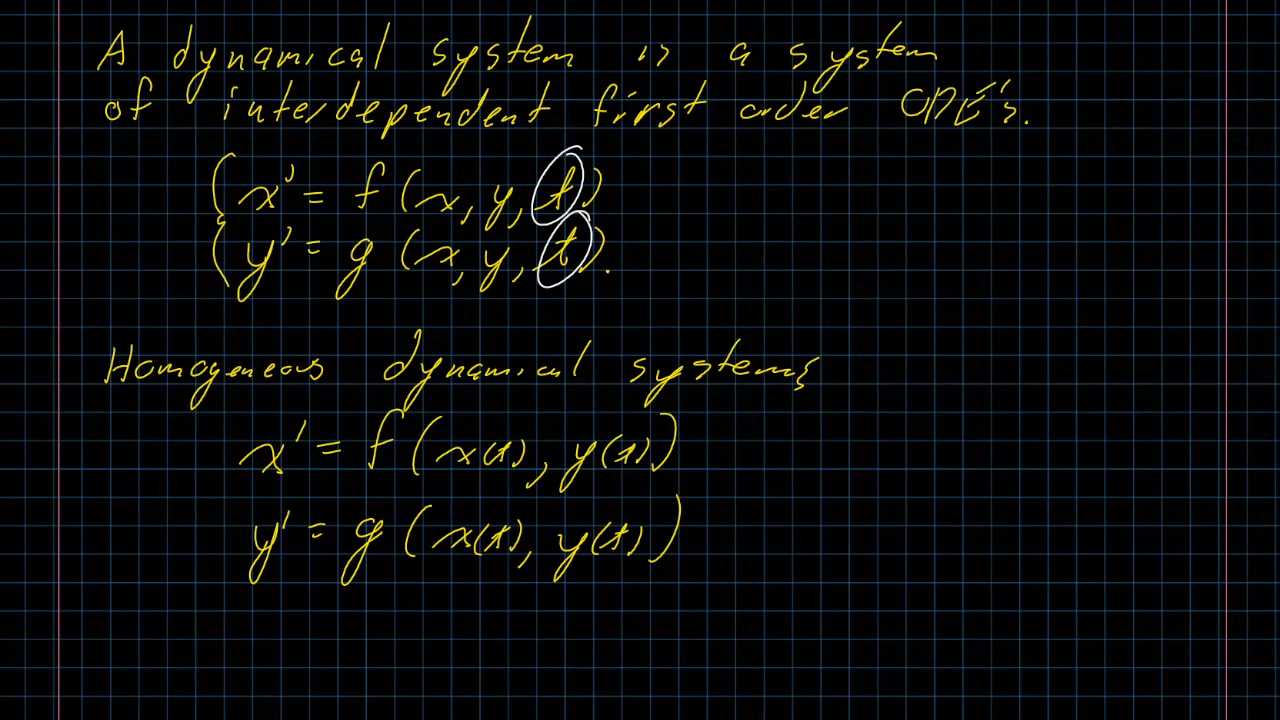 A dynamical system is a system
of interdependent first order ODE's.
x' = f (x, y, t)
y' = g (x, y, t).
Homogeneous dynamical systems
x' = f (x(t), y(t))
y' = g (x(t), y(t))